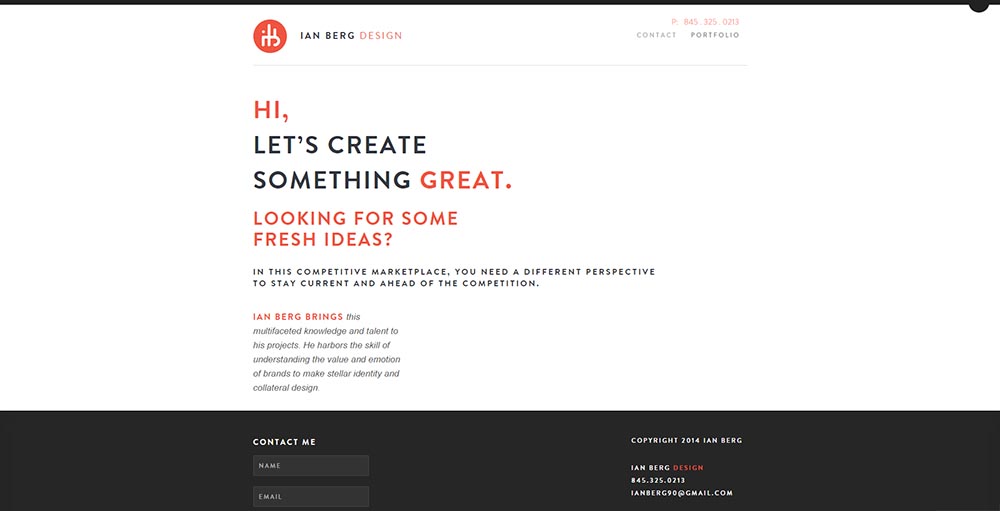 IAN BERG DESIGN
P: 845.325.0213
CONTACT PORTFOLIO
HI,
LET'S CREATE
SOMETHING GREAT.
LOOKING FOR SOME
FRESH IDEAS?
IN THIS COMPETITIVE MARKETPLACE, YOU NEED A DIFFERENT PERSPECTIVE
TO STAY CURRENT AND AHEAD OF THE COMPETITION.
IAN BERG BRINGS this
multifaceted knowledge and talent to
his projects. He harbors the skill of
understanding the value and emotion
of brands to make stellar identity and
collateral design.
CONTACT ME
NAME
EMAIL
COPYRIGHT 2014 IAN BERG
IAN BERG DESIGN
845.325.0213
IANBERG90@GMAIL.COM